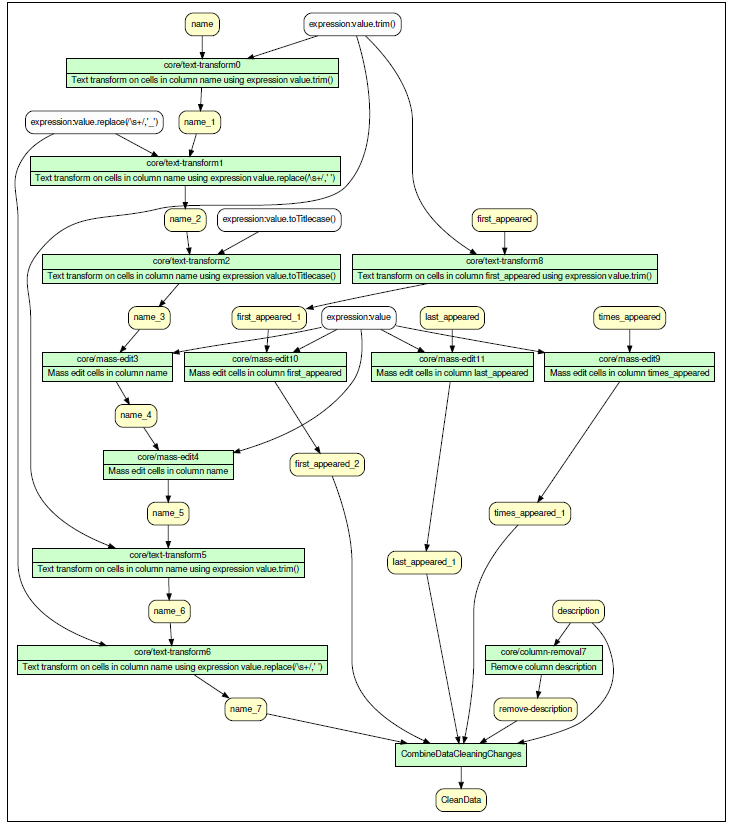 name
expression:value.trim()
core/text-transform0
Text transform on cells in column name using expression value.trim()
expression:value.replace(/\s+/,'_')
name_1
core/text-transform1
Text transform on cells in column name using expression value.replace(/\s+/,' ')
name_2
expression:value.toTitlecase()
first_appeared
core/text-transform2
Text transform on cells in column name using expression value.toTitlecase()
core/text-transform8
Text transform on cells in column first_appeared using expression value.trim()
name_3
first_appeared_1
expression:value
last_appeared
times_appeared
core/mass-edit3
Mass edit cells in column name
core/mass-edit10
Mass edit cells in column first_appeared
core/mass-edit11
Mass edit cells in column last_appeared
core/mass-edit9
Mass edit cells in column times_appeared
name_4
core/mass-edit4
Mass edit cells in column name
first_appeared_2
name_5
times_appeared_1
core/text-transform5
Text transform on cells in column name using expression value.trim()
last_appeared_1
name_6
description
core/text-transform6
Text transform on cells in column name using expression value.replace(/\s+/,' ')
core/column-removal7
Remove column description
name_7
remove-description
CombineDataCleaningChanges
CleanData